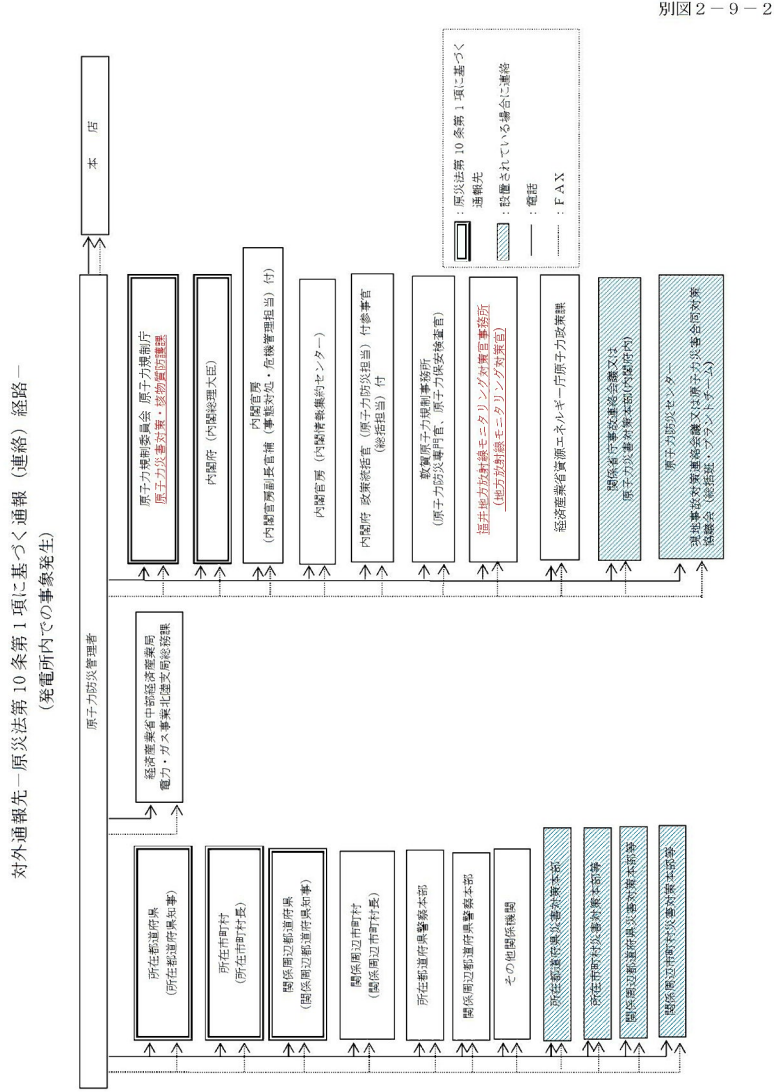 別図２－９－２
対外通報先－原災法第10条第１項に基づく通報（連絡）経路－
（発電所内での事象発生）
原子力防災管理者
本　店
所在都道府県
（所在都道府県知事）
所在市町村
（所在市町村長）
関係周辺都道府県
（関係周辺都道府県知事）
関係周辺市町村
（関係周辺市町村長）
所在都道府県警察本部
関係周辺都道府県警察本部
その他関係機関
所在都道府県災害対策本部
所在市町村災害対策本部等
関係周辺都道府県災害対策本部等
関係周辺市町村災害対策本部等
経済産業省中部経済産業局
電力・ガス事業北陸支局総務課
原子力規制委員会 原子力規制庁
原子力災害対策・核物質防護課
内閣府（内閣総理大臣）
内閣官房
（内閣官房副長官補（事態対処・危機管理担当）付）
内閣官房（内閣情報集約センター）
内閣府 政策統括官（原子力防災担当）付参事官
（総括担当）付
敦賀原子力規制事務所
（原子力防災専門官、原子力保安検査官）
福井地方放射線モニタリング対策官事務所
（地方放射線モニタリング対策官）
経済産業省資源エネルギー庁原子力政策課
関係省庁事故連絡会議又は
原子力災害対策本部(内閣府内)
原子力防災センター
現地事故対策連絡会議又は原子力災害合同対策
協議会（総括班・プラントチーム）
：原災法第10条第１項に基づく
通報先
：設置されている場合に連絡
：電話
：ＦＡＸ